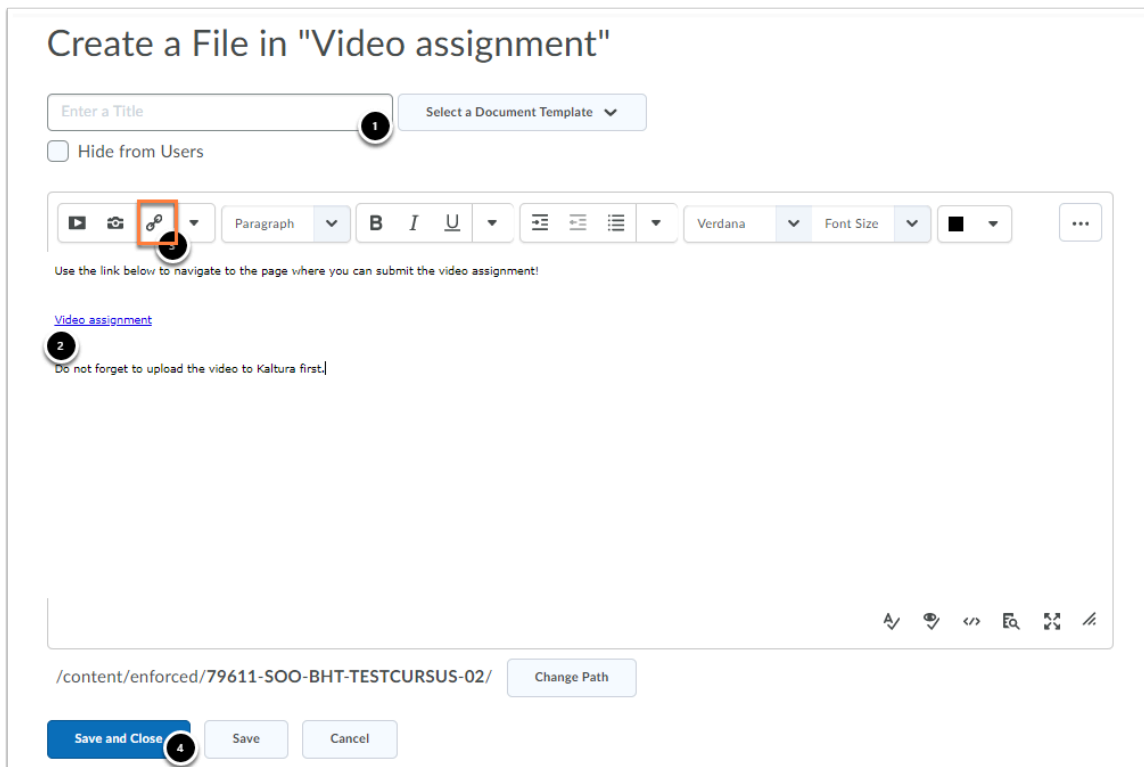 Create a File in "Video assignment"
Enter a Title
1
Select a Document Template
Hide from Users
Paragraph
B I U
Verdana
Font Size
...
3
Use the link below to navigate to the page where you can submit the video assignment!
Video assignment
2
Do not forget to upload the video to Kaltura first.
/content/enforced/79611-SOO-BHT-TESTCURSUS-02/
Change Path
Save and Close
4
Save
Cancel